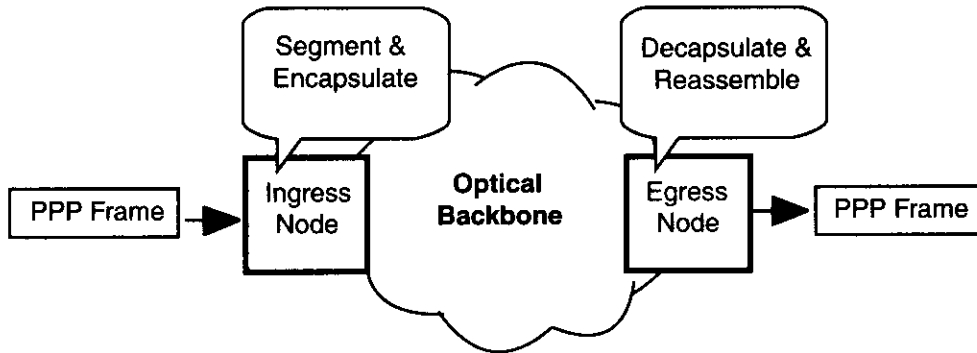 Segment &
Encapsulate
Decapsulate &
Reassemble
PPP Frame
Ingress
Node
Optical
Backbone
Egress
Node
PPP Frame